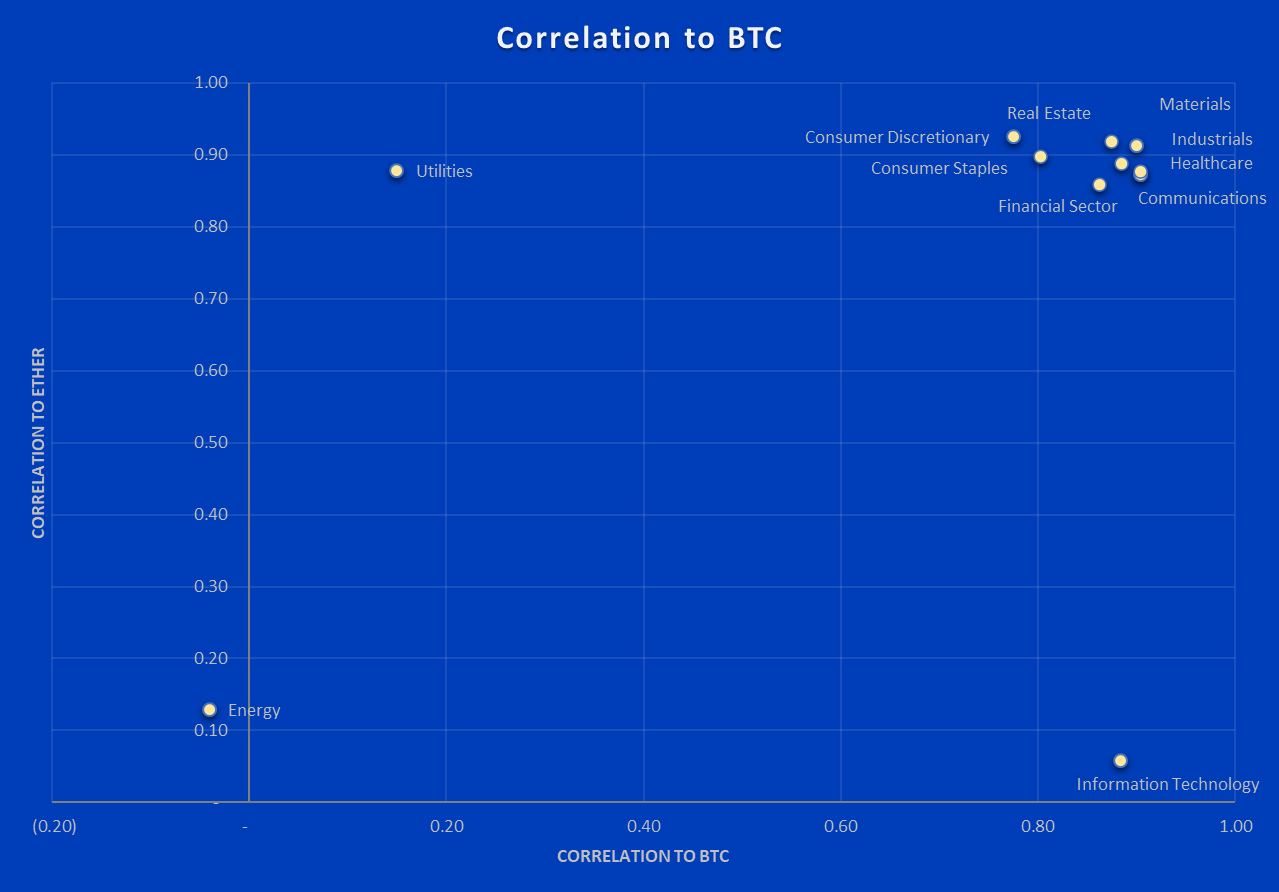 Correlation to BTC
1.00
Materials
Real Estate
Consumer Discretionary
Industrials
0.90
Healthcare
Consumer Staples
Utilities
Communications
Financial Sector
0.80
0.70
0.60
0.50
0.40
0.30
0.20
Energy
0.10
Information Technology
-
CORRELATION TO ETHER
(0.20)
-
0.20
0.40
0.60
0.80
1.00
CORRELATION TO BTC